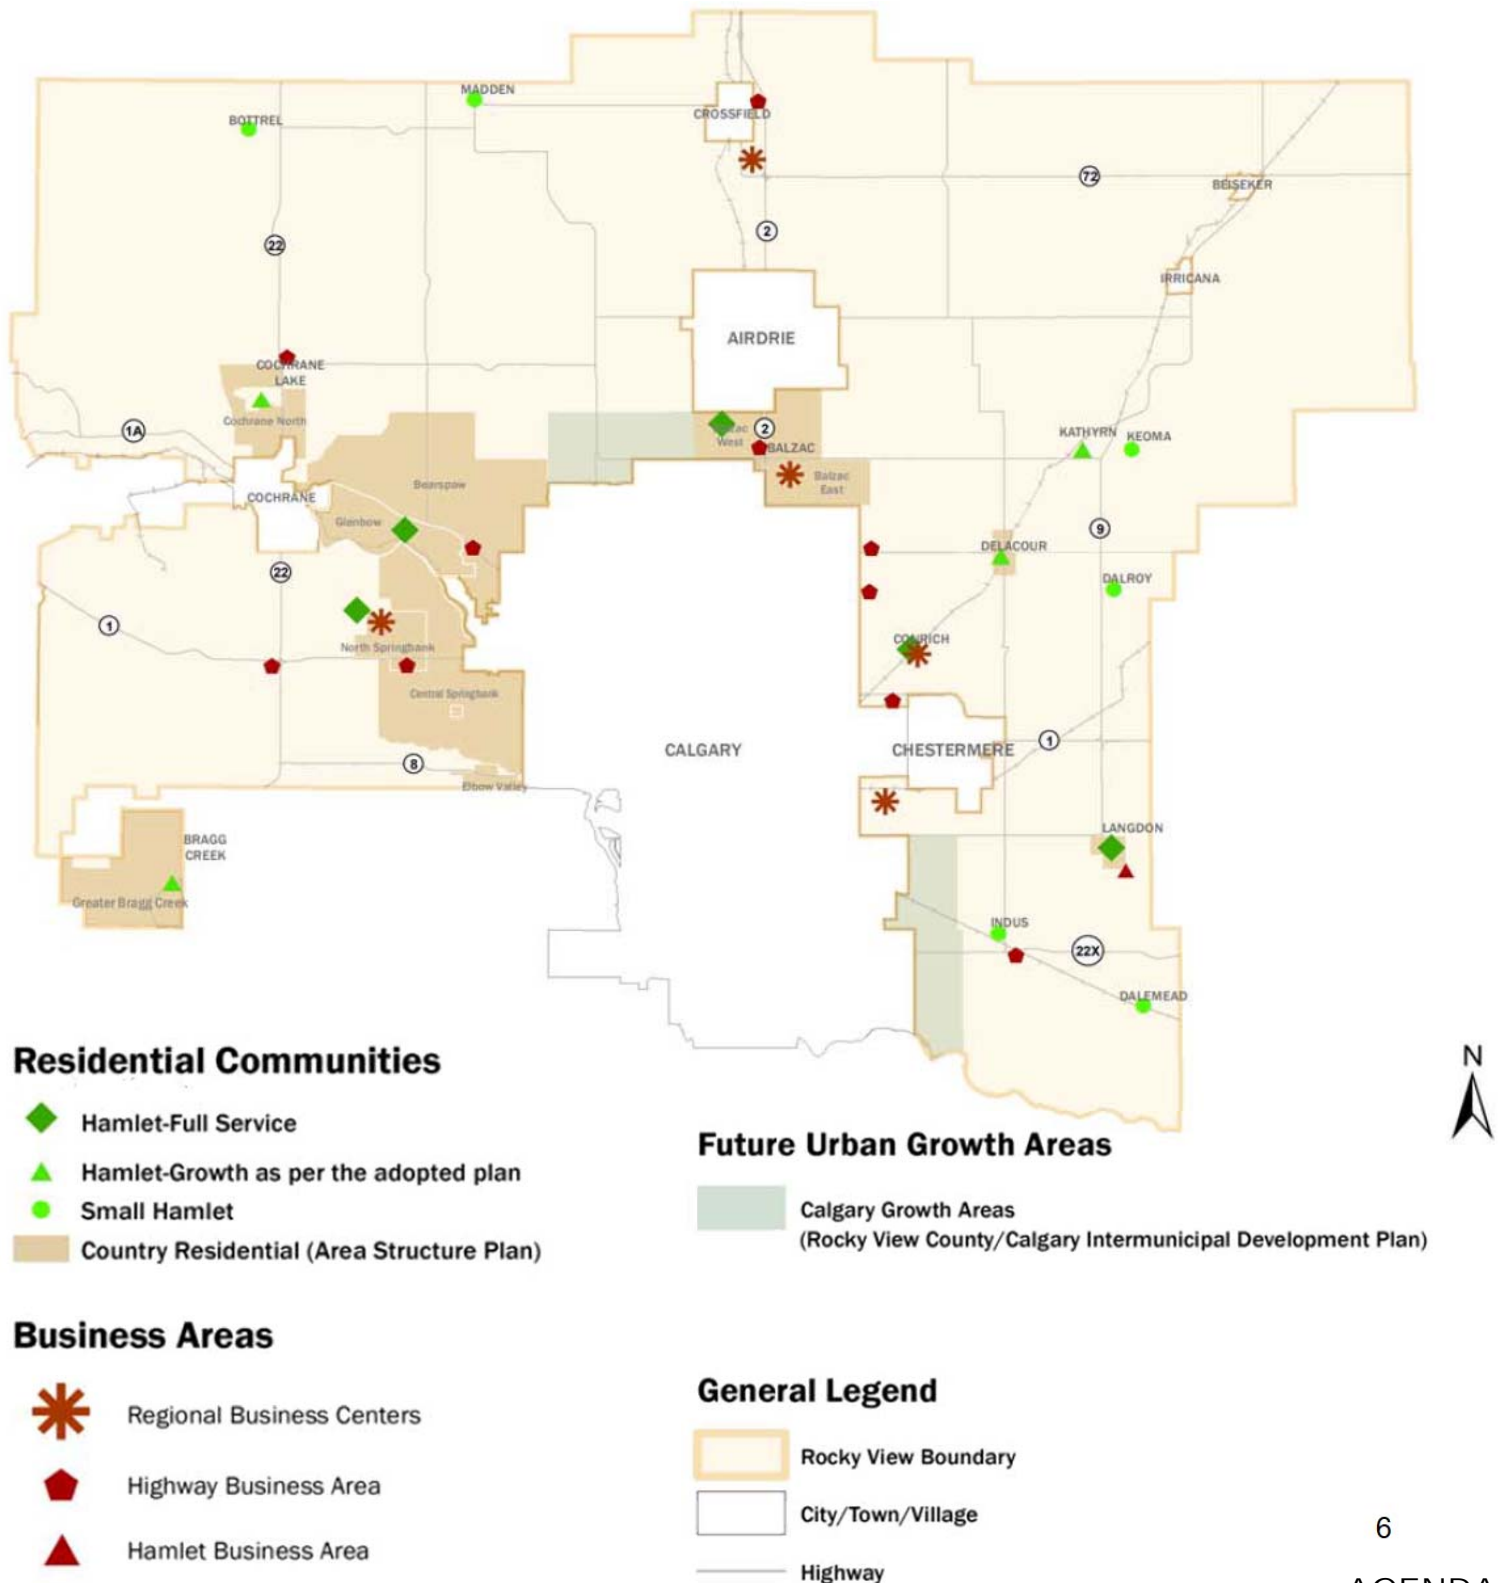 MADDEN
BOTTREL
CROSSFIELD
72
BEISEKER
22
2
IRRICANA
AIRDRIE
COCHRANE
LAKE
Cochrane North
1A
2
West
BALZAC
KATHYRN
KEOMA
Bearspaw
Balzac
East
COCHRANE
Glenbow
9
DELACOUR
22
DALROY
1
CONRICH
North Springbank
Central Springbank
CALGARY
CHESTERMERE
1
8
Elbow Valley
BRAGG
CREEK
LANGDON
Greater Bragg Creek
INDUS
22X
DALEMEAD
N
Residential Communities
Hamlet-Full Service
Hamlet-Growth as per the adopted plan
Small Hamlet
Country Residential (Area Structure Plan)
Future Urban Growth Areas
Calgary Growth Areas
(Rocky View County/Calgary Intermunicipal Development Plan)
Business Areas
Regional Business Centers
Highway Business Area
Hamlet Business Area
General Legend
Rocky View Boundary
City/Town/Village
Highway
6
AGENDA